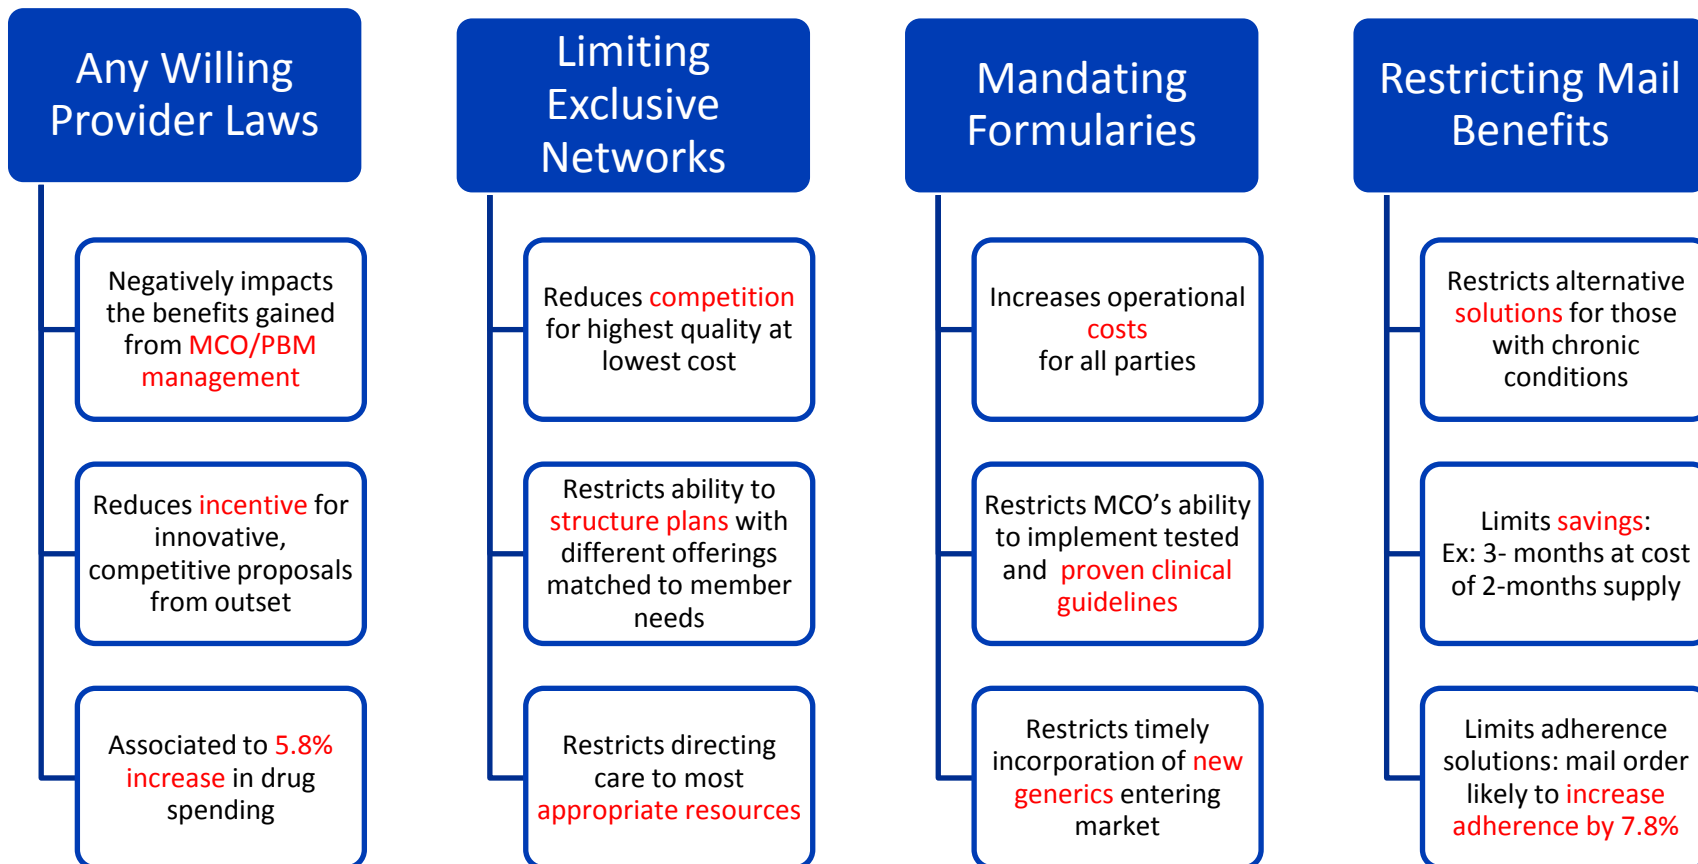 Any Willing
Provider Laws
Negatively impacts
the benefits gained
from MCO/PBM
management
Reduces incentive for
innovative,
competitive proposals
from outset
Associated to 5.8%
increase in drug
spending
Limiting
Exclusive
Networks
Reduces competition
for highest quality at
lowest cost
Restricts ability to
structure plans with
different offerings
matched to member
needs
Restricts directing
care to most
appropriate resources
Mandating
Formularies
Increases operational
costs
for all parties
Restricts MCO’s ability
to implement tested
and proven clinical
guidelines
Restricts timely
incorporation of new
generics entering
market
Restricting Mail
Benefits
Restricts alternative
solutions for those
with chronic
conditions
Limits savings:
Ex: 3- months at cost
of 2-months supply
Limits adherence
solutions: mail order
likely to increase
adherence by 7.8%